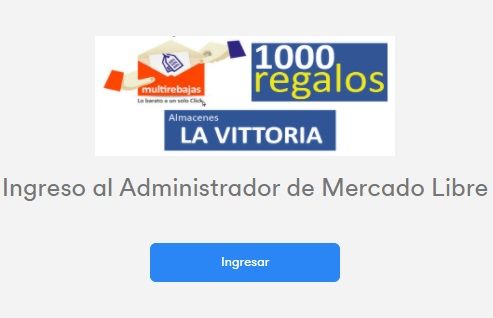 multirebajas
Lo barato a un solo Click
1000
regalos
Almacenes
LA VITTORIA
Ingreso al Administrador de Mercado Libre
Ingresar